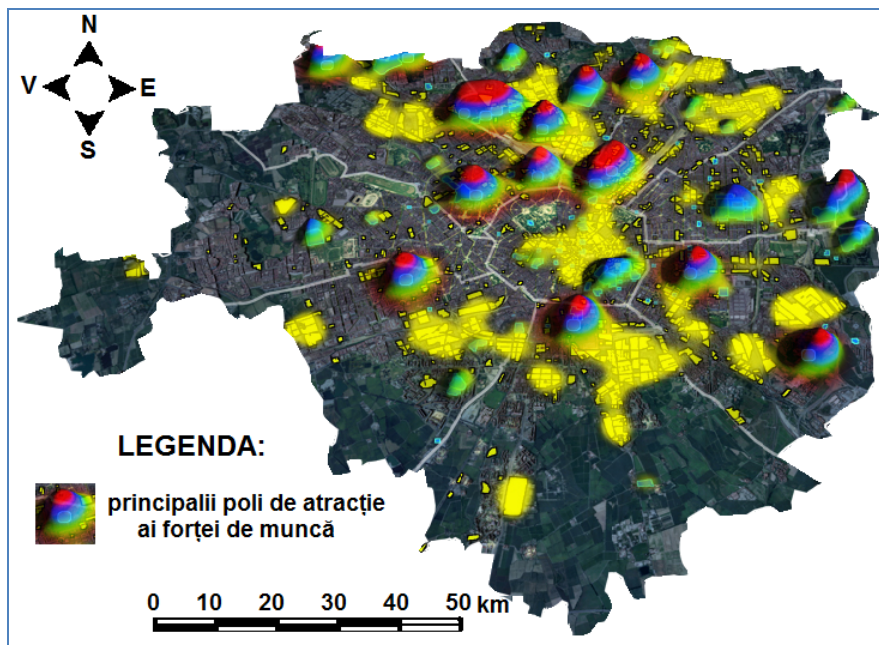 N
V E
S
LEGENDA:
principalii poli de atracție
ai forței de muncă
0 10 20 30 40 50 km